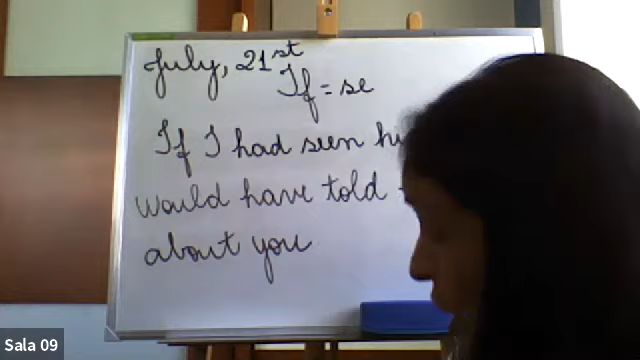 July, 21st
If = se
If I had seen
would have told
about you
Sala 09